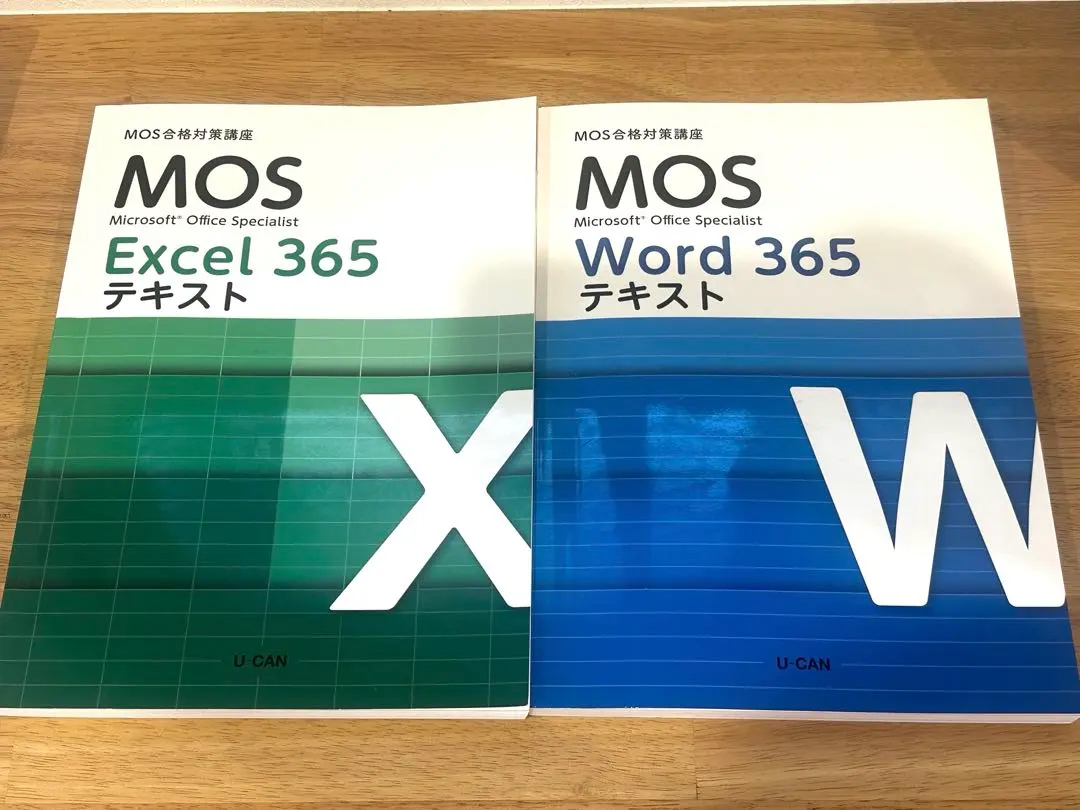 MOS合格対策講座
MOS
Microsoft® Office Specialist
Excel 365
テキスト
X
U-CAN
MOS合格対策講座
MOS
Microsoft® Office Specialist
Word 365
テキスト
W
U-CAN